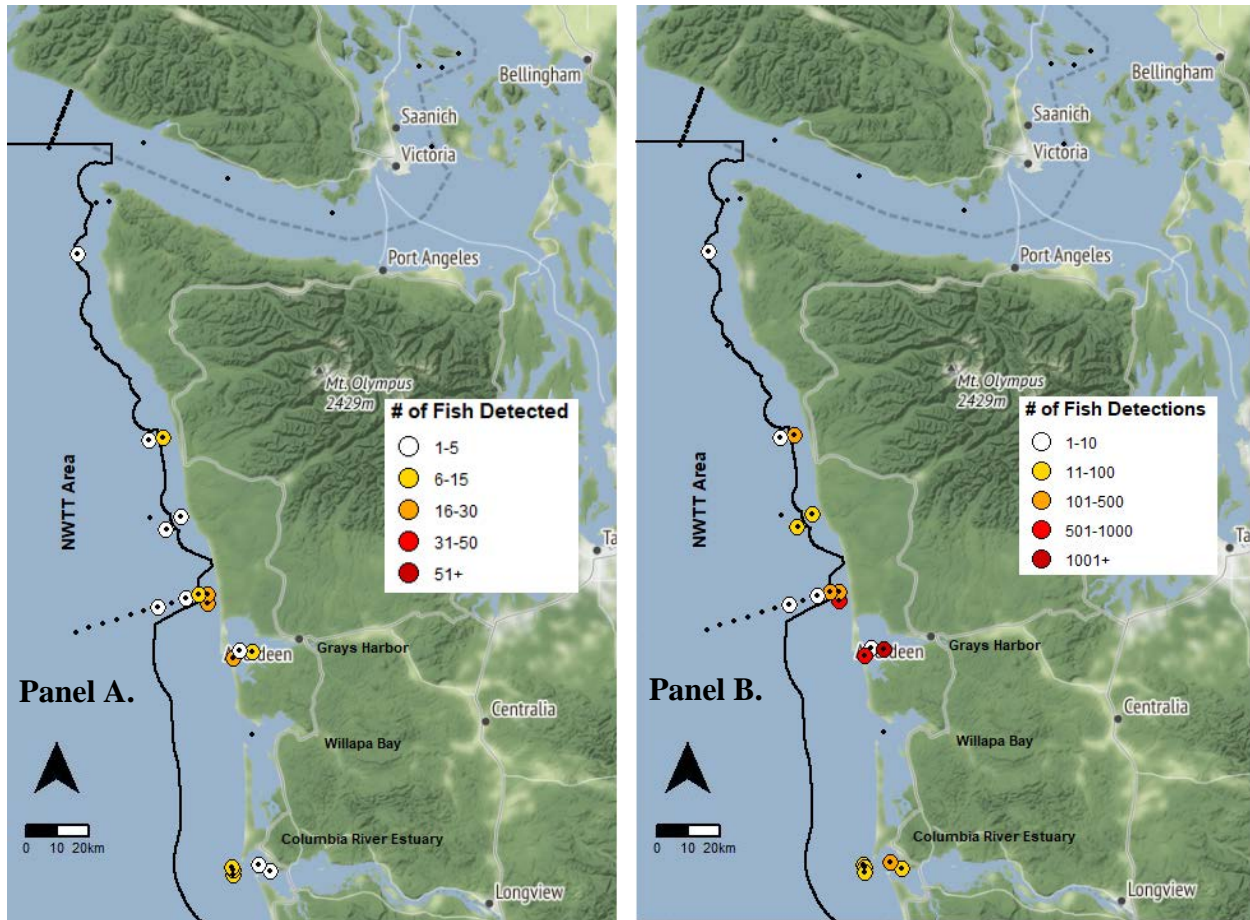 Bellingham
Saanich
Victoria
Port Angeles
Mt. Olympus
2429m
# of Fish Detected
1-5
6-15
16-30
31-50
51+
NWTT Area
Ta
Grays Harbor
Panel A.
Centralia
Willapa Bay
Columbia River Estuary
0 10 20km
Longview
Bellingham
Saanich
Victoria
Port Angeles
Mt. Olympus
2429m
# of Fish Detections
1-10
11-100
101-500
501-1000
1001+
NWTT Area
Ta
Grays Harbor
Panel B.
Centralia
Willapa Bay
Columbia River Estuary
0 10 20km
Longview